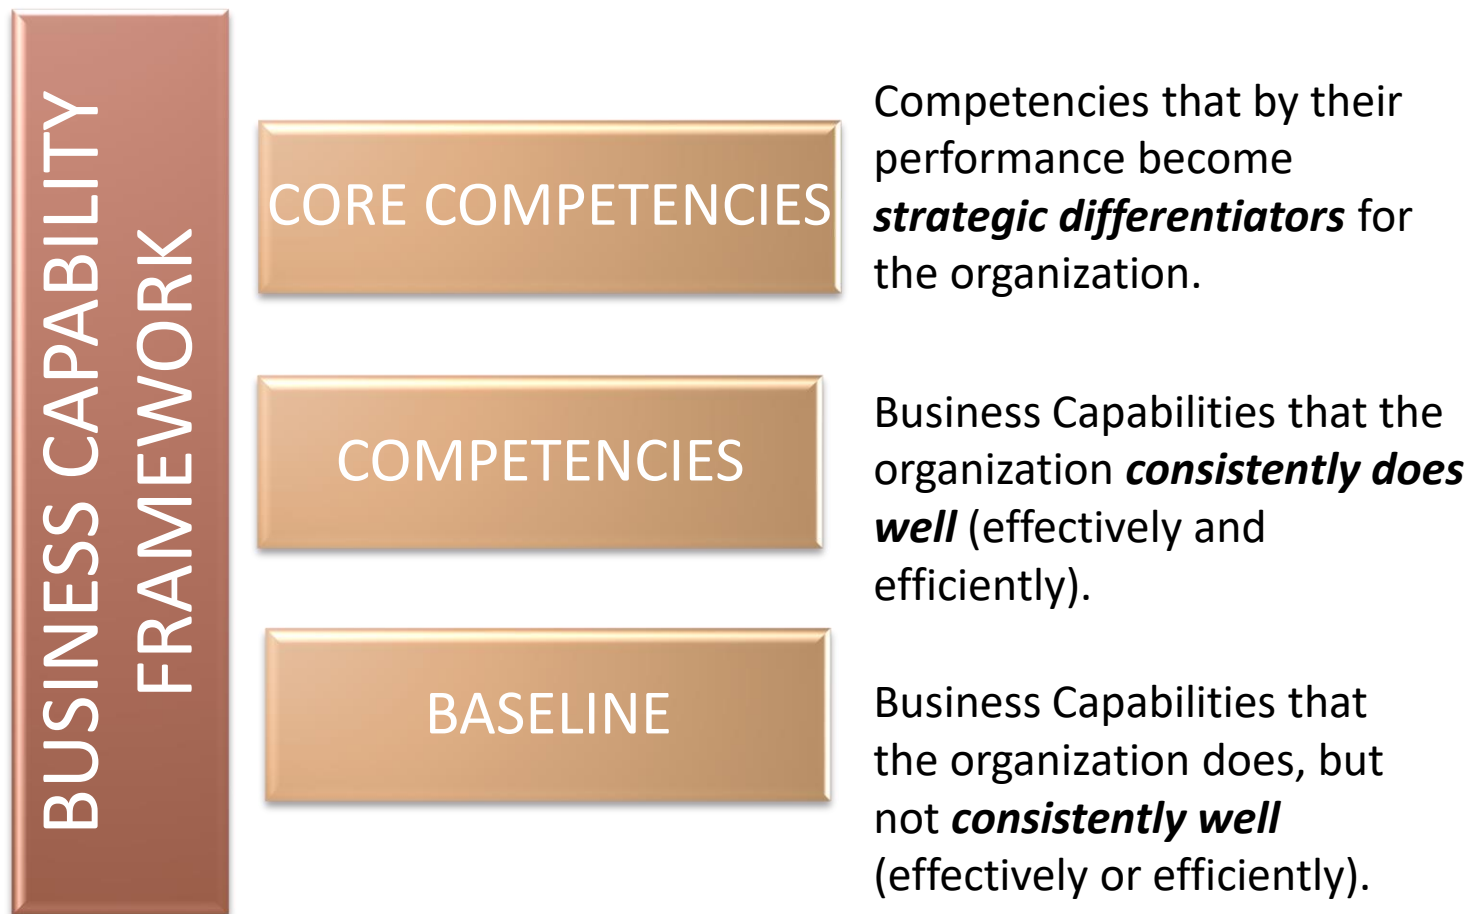 BUSINESS CAPABILITY
FRAMEWORK
CORE COMPETENCIES
Competencies that by their
performance become
strategic differentiators for
the organization.
COMPETENCIES
Business Capabilities that the
organization consistently does
well (effectively and
efficiently).
BASELINE
Business Capabilities that
the organization does, but
not consistently well
(effectively or efficiently).